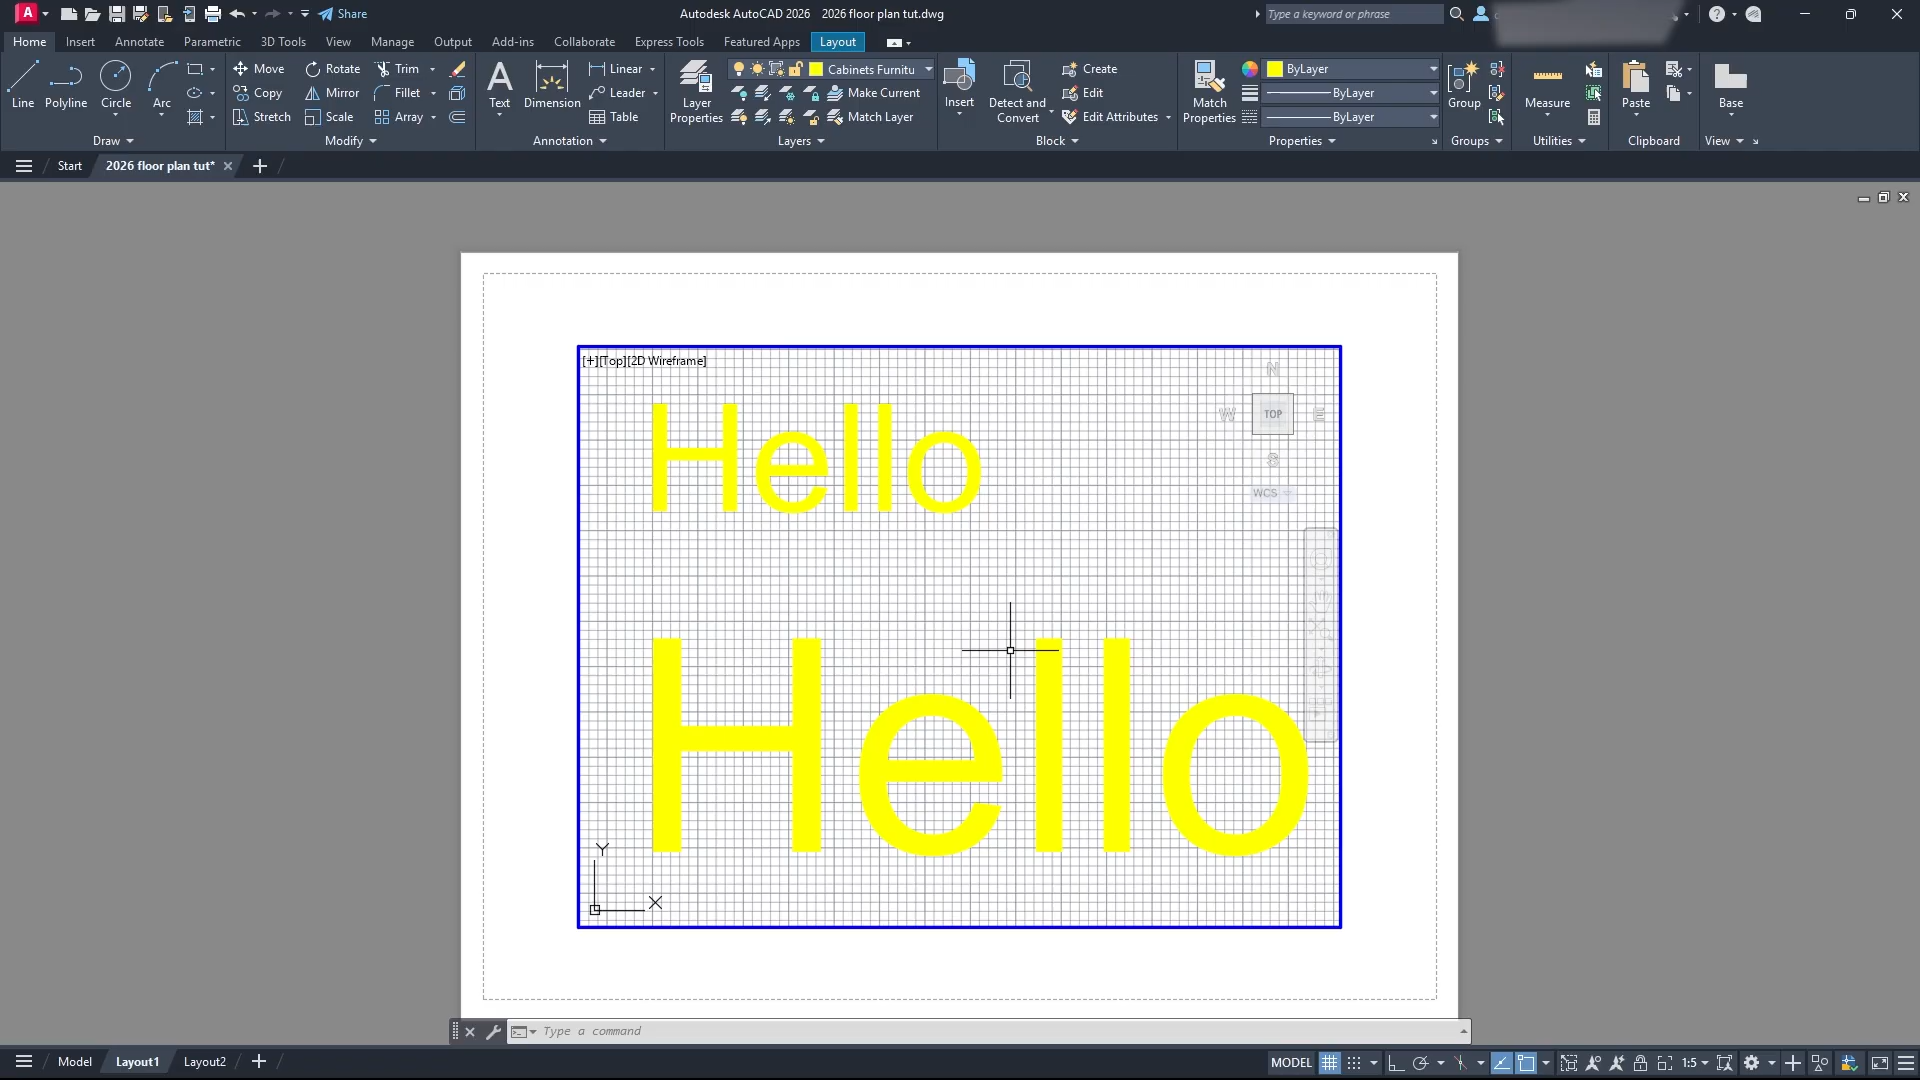 A Share Autodesk AutoCAD 2026 2026 floor plan tut.dwg Type a keyword or phrase
Home Insert Annotate Parametric 3D Tools View Manage Output Add-ins Collaborate Express Tools Featured Apps Layout
Line Polyline Circle Arc
Move Rotate Trim
Copy Mirror Fillet
Stretch Scale Array
Text Dimension
Linear
Leader
Table
Layer Properties
Cabinets Furnitu
Make Current
Match Layer
Insert Detect and Convert
Create
Edit
Edit Attributes
Match Properties
ByLayer
ByLayer
ByLayer
Group Measure Paste Base
Draw Modify Annotation Layers Block Properties Groups Utilities Clipboard View
Start 2026 floor plan tut*
[+][Top][2D Wireframe]
N
W TOP E
S
WCS
Hello
Hello
Y
X
Type a command
Model Layout1 Layout2 MODEL 1:5